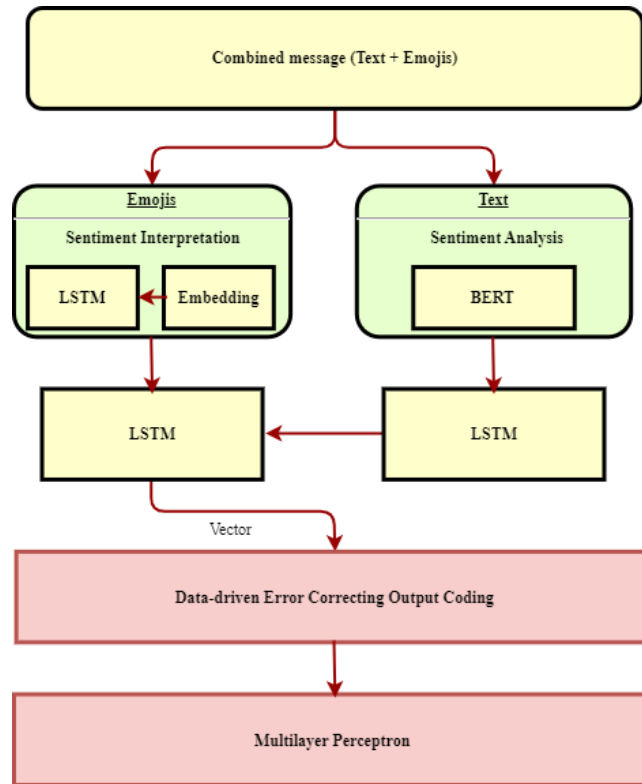 Combined message (Text + Emojis)
Emojis
Text
Sentiment Interpretation
Sentiment Analysis
LSTM
Embedding
BERT
LSTM
LSTM
Vector
Data-driven Error Correcting Output Coding
Multilayer Perceptron